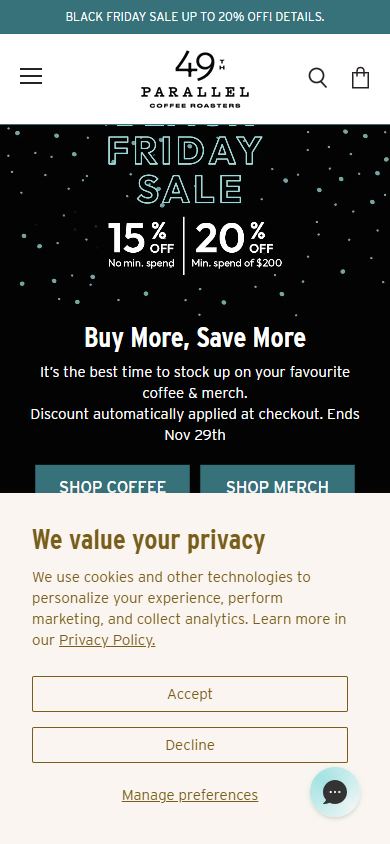 BLACK FRIDAY SALE UP TO 20% OFF! DETAILS.
49TH
PARALLEL
COFFEE ROASTERS
FRIDAY
SALE
15% OFF
No min. spend
20% OFF
Min. spend of $200
Buy More, Save More
It's the best time to stock up on your favourite
coffee & merch.
Discount automatically applied at checkout. Ends
Nov 29th
SHOP COFFEE
SHOP MERCH
We value your privacy
We use cookies and other technologies to
personalize your experience, perform
marketing, and collect analytics. Learn more in
our Privacy Policy.
Accept
Decline
Manage preferences